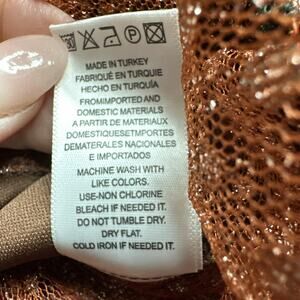 MADE IN TURKEY
FABRIQUÉ EN TURQUIE
HECHO EN TURQUÍA
FROMIMPORTED AND
DOMESTIC MATERIALS
A PARTIR DE MATERIAUX
DOMESTIQUESETMPORTES
DEMATERALES NACIONALES
E IMPORTADOS
MACHINE WASH WITH
LIKE COLORS.
USE-NON CHLORINE
BLEACH IF NEEDED IT.
DO NOT TUMBLE DRY.
DRY FLAT.
COLD IRON IF NEEDED IT.